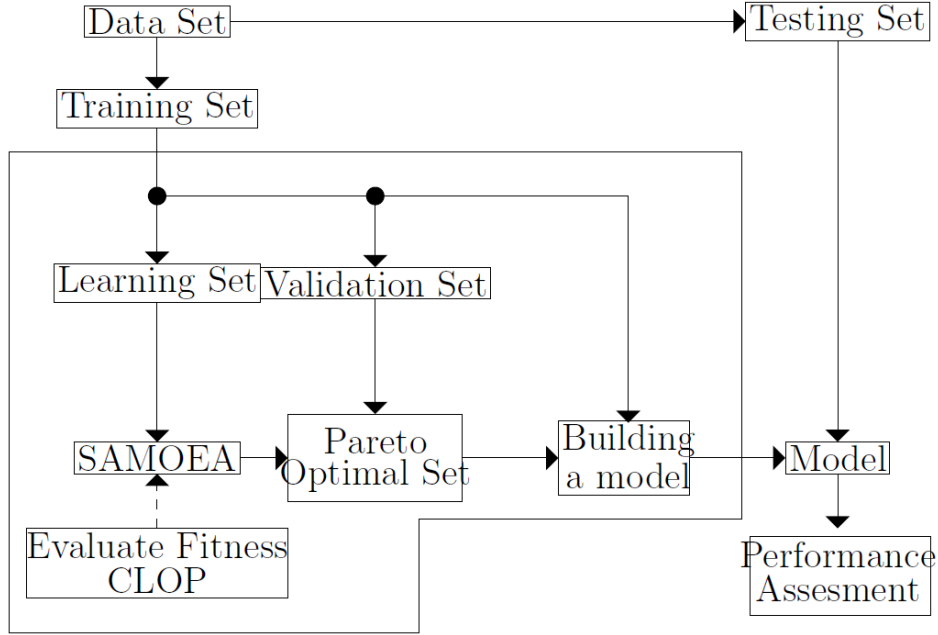 Data Set
Testing Set
Training Set
Learning Set
Validation Set
SAMOEA
Pareto
Optimal Set
Building
a model
Model
Evaluate Fitness
CLOP
Performance
Assesment